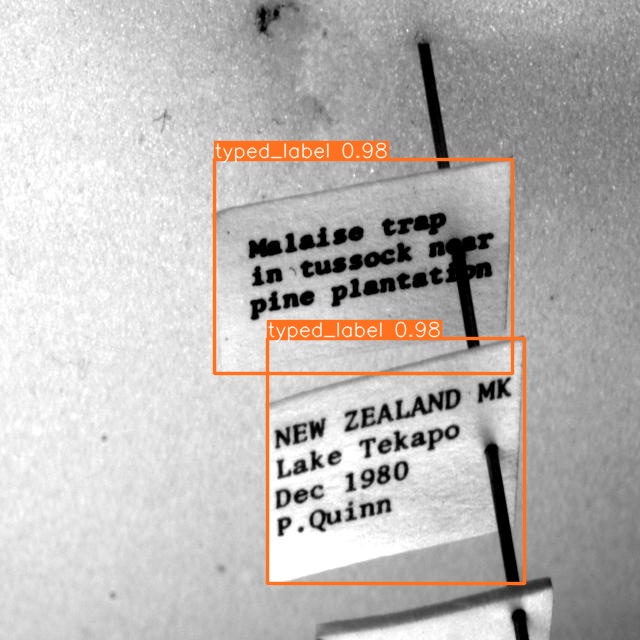 typed_label 0.98
Malaise trap
in tussock near
pine plantation
typed_label 0.98
NEW ZEALAND MK
Lake Tekapo
Dec 1980
P.Quinn